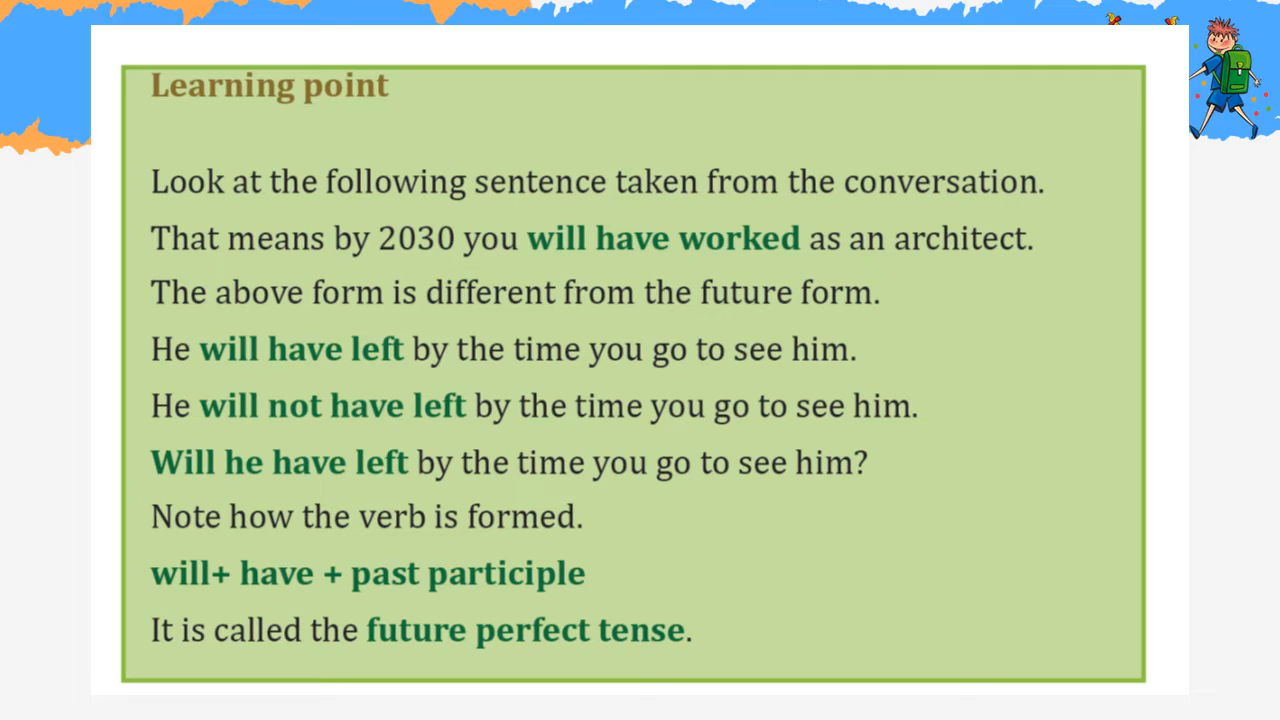 Learning point
Look at the following sentence taken from the conversation.
That means by 2030 you will have worked as an architect.
The above form is different from the future form.
He will have left by the time you go to see him.
He will not have left by the time you go to see him.
Will he have left by the time you go to see him?
Note how the verb is formed.
will+ have + past participle
It is called the future perfect tense.